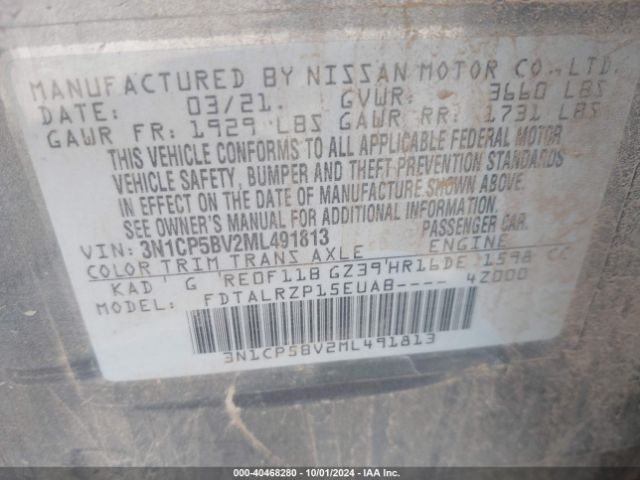 MANUFACTURED BY NISSAN MOTOR CO., LTD.
DATE: 03/21. GVWR: 3660 LBS
GAWR FR: 1929 LBS GAWR RR: 1731 LBS
THIS VEHICLE CONFORMS TO ALL APPLICABLE FEDERAL MOTOR
VEHICLE SAFETY, BUMPER AND THEFT PREVENTION STANDARDS
IN EFFECT ON THE DATE OF MANUFACTURE SHOWN ABOVE.
SEE OWNER'S MANUAL FOR ADDITIONAL INFORMATION.
VIN: 3N1CP5BV2ML491813 PASSENGER CAR.
COLOR TRIM TRANS AXLE ENGINE
KAD G RE0F11B GZ39 HR16DE 1598 CC
MODEL: FDTALRZP15EUAB---- 4Z000
3N1CP5BV2ML491813
000-40468280 - 10/01/2024 - IAA Inc.